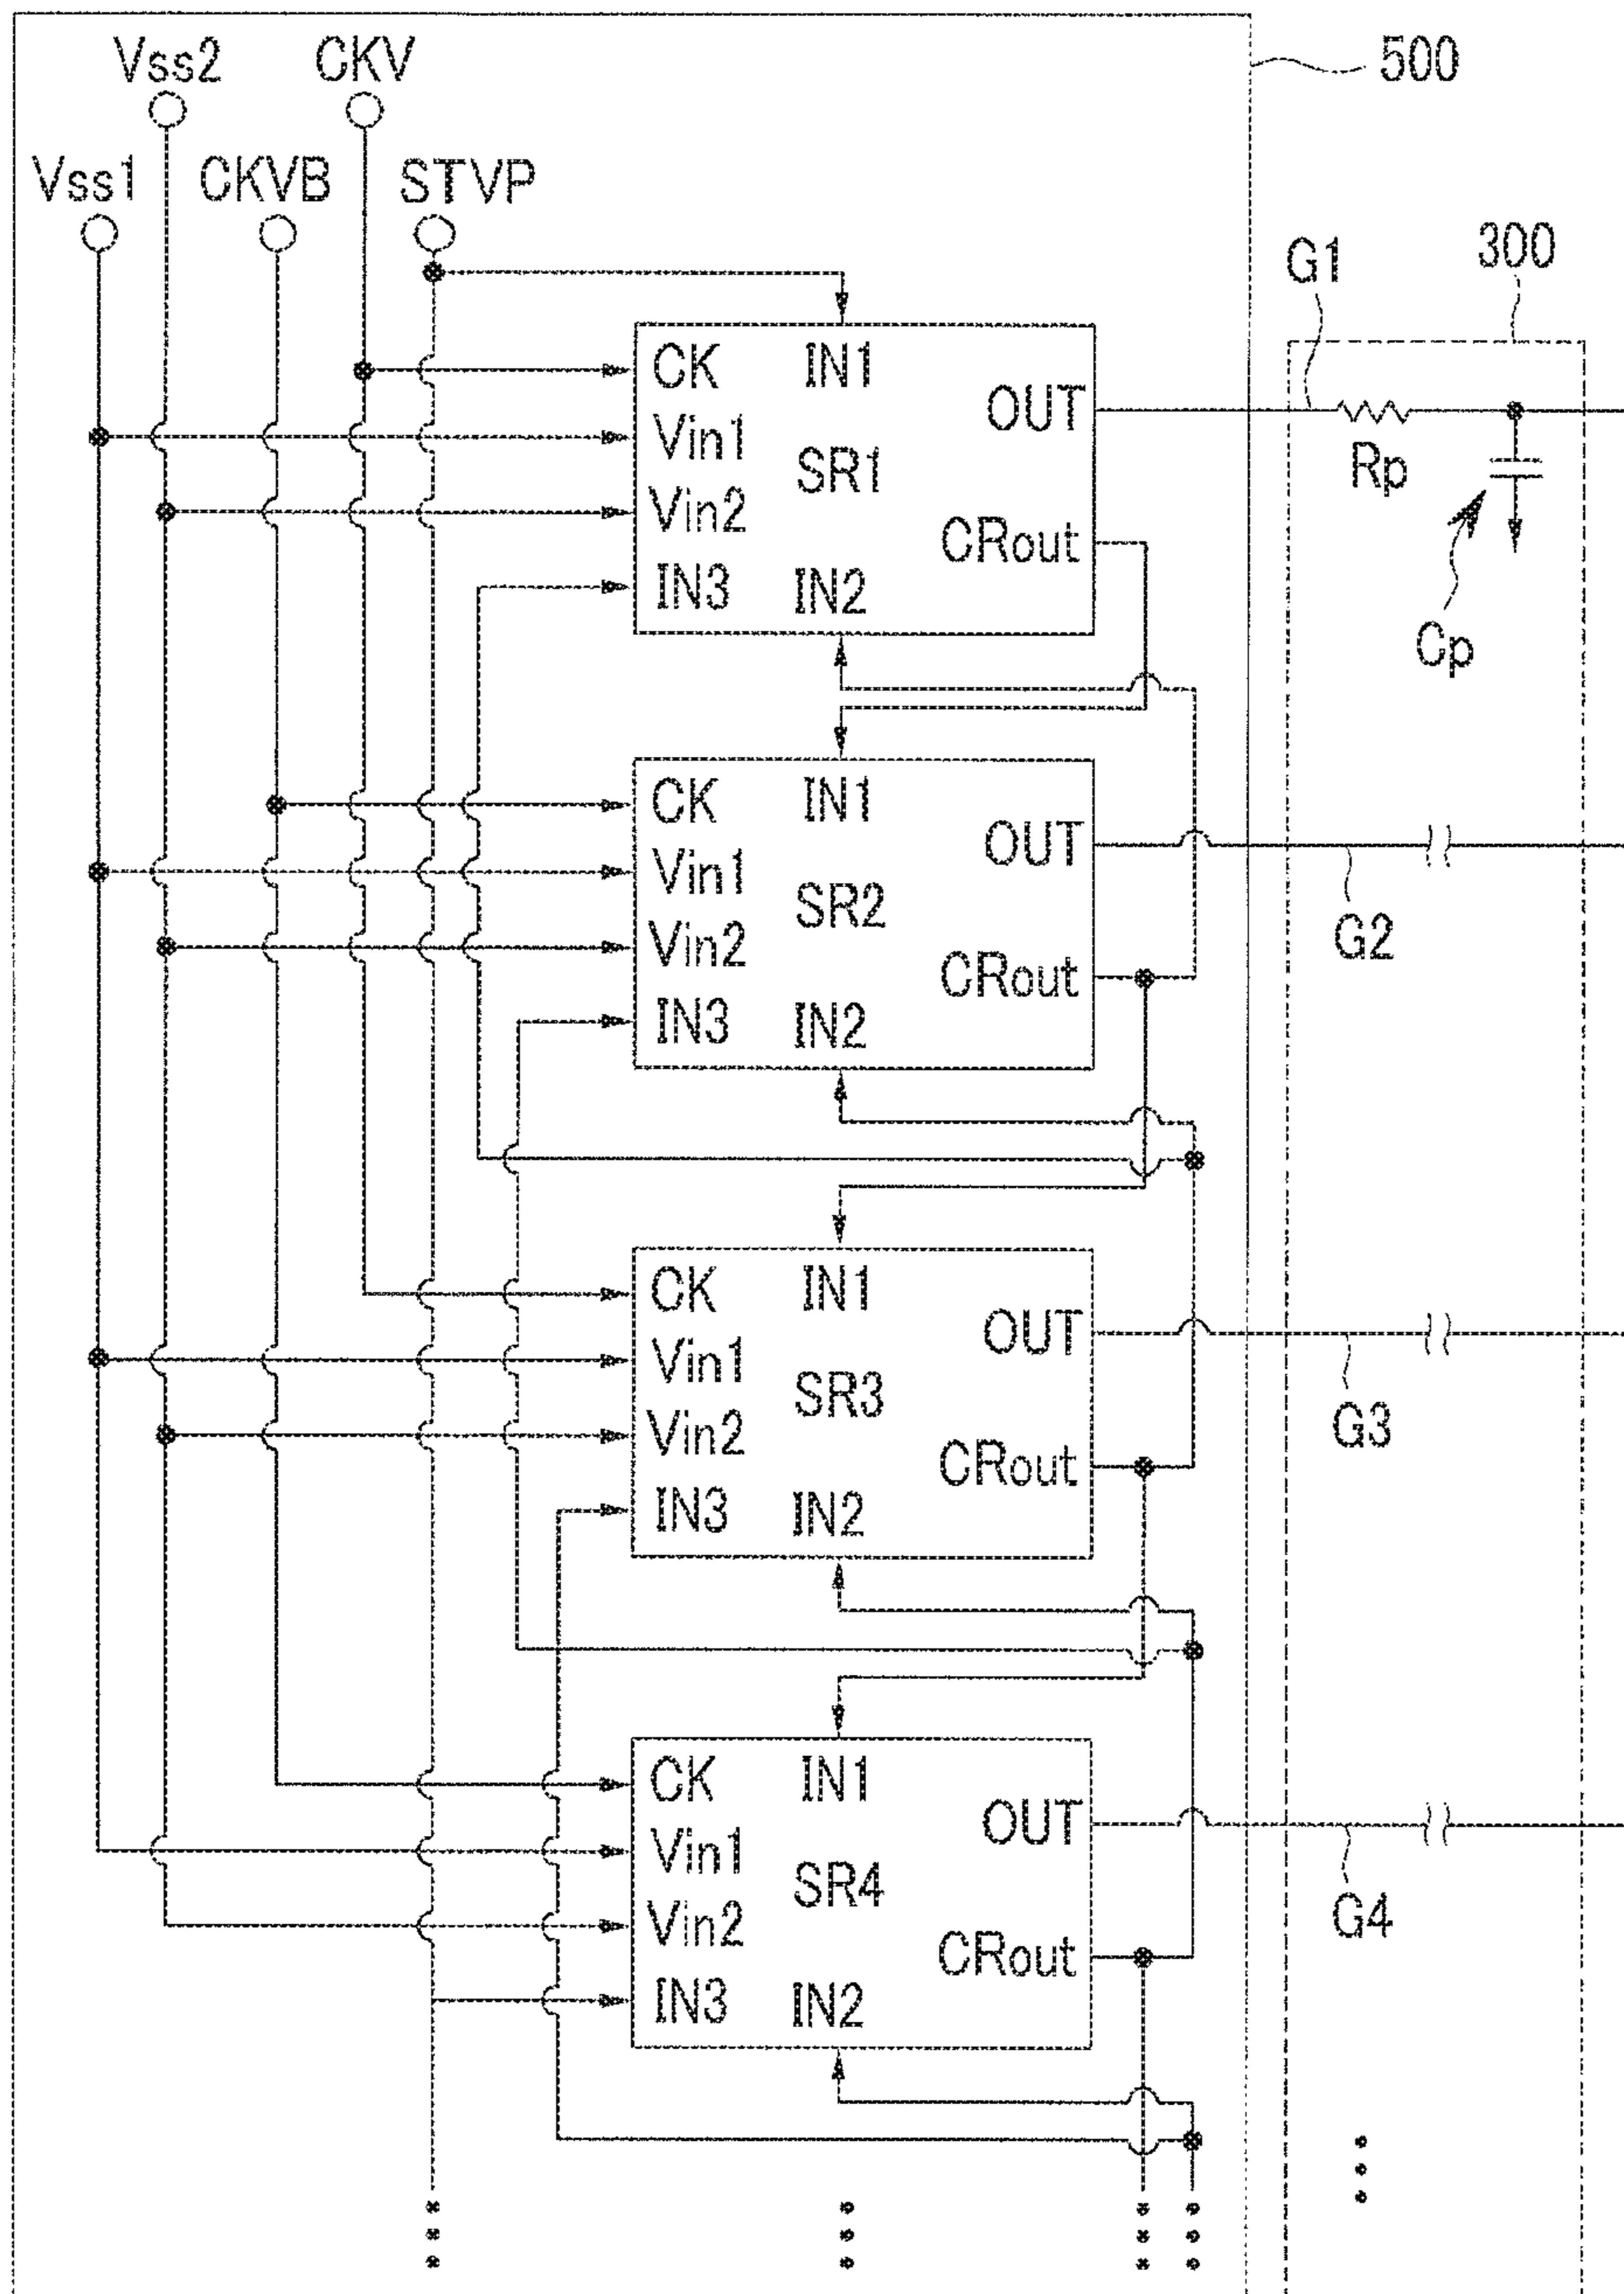 Vss2 CKV 500
Vss1 CKVB STVP
G1 300
CK IN1
OUT
Vin1
SR1
Rp
Vin2
CRout
IN3 IN2
Cp
CK IN1
OUT
Vin1
SR2
Vin2
G2
CRout
IN3 IN2
CK IN1
OUT
Vin1
SR3
Vin2
G3
CRout
IN3 IN2
CK IN1
OUT
Vin1
SR4
Vin2
G4
CRout
IN3 IN2